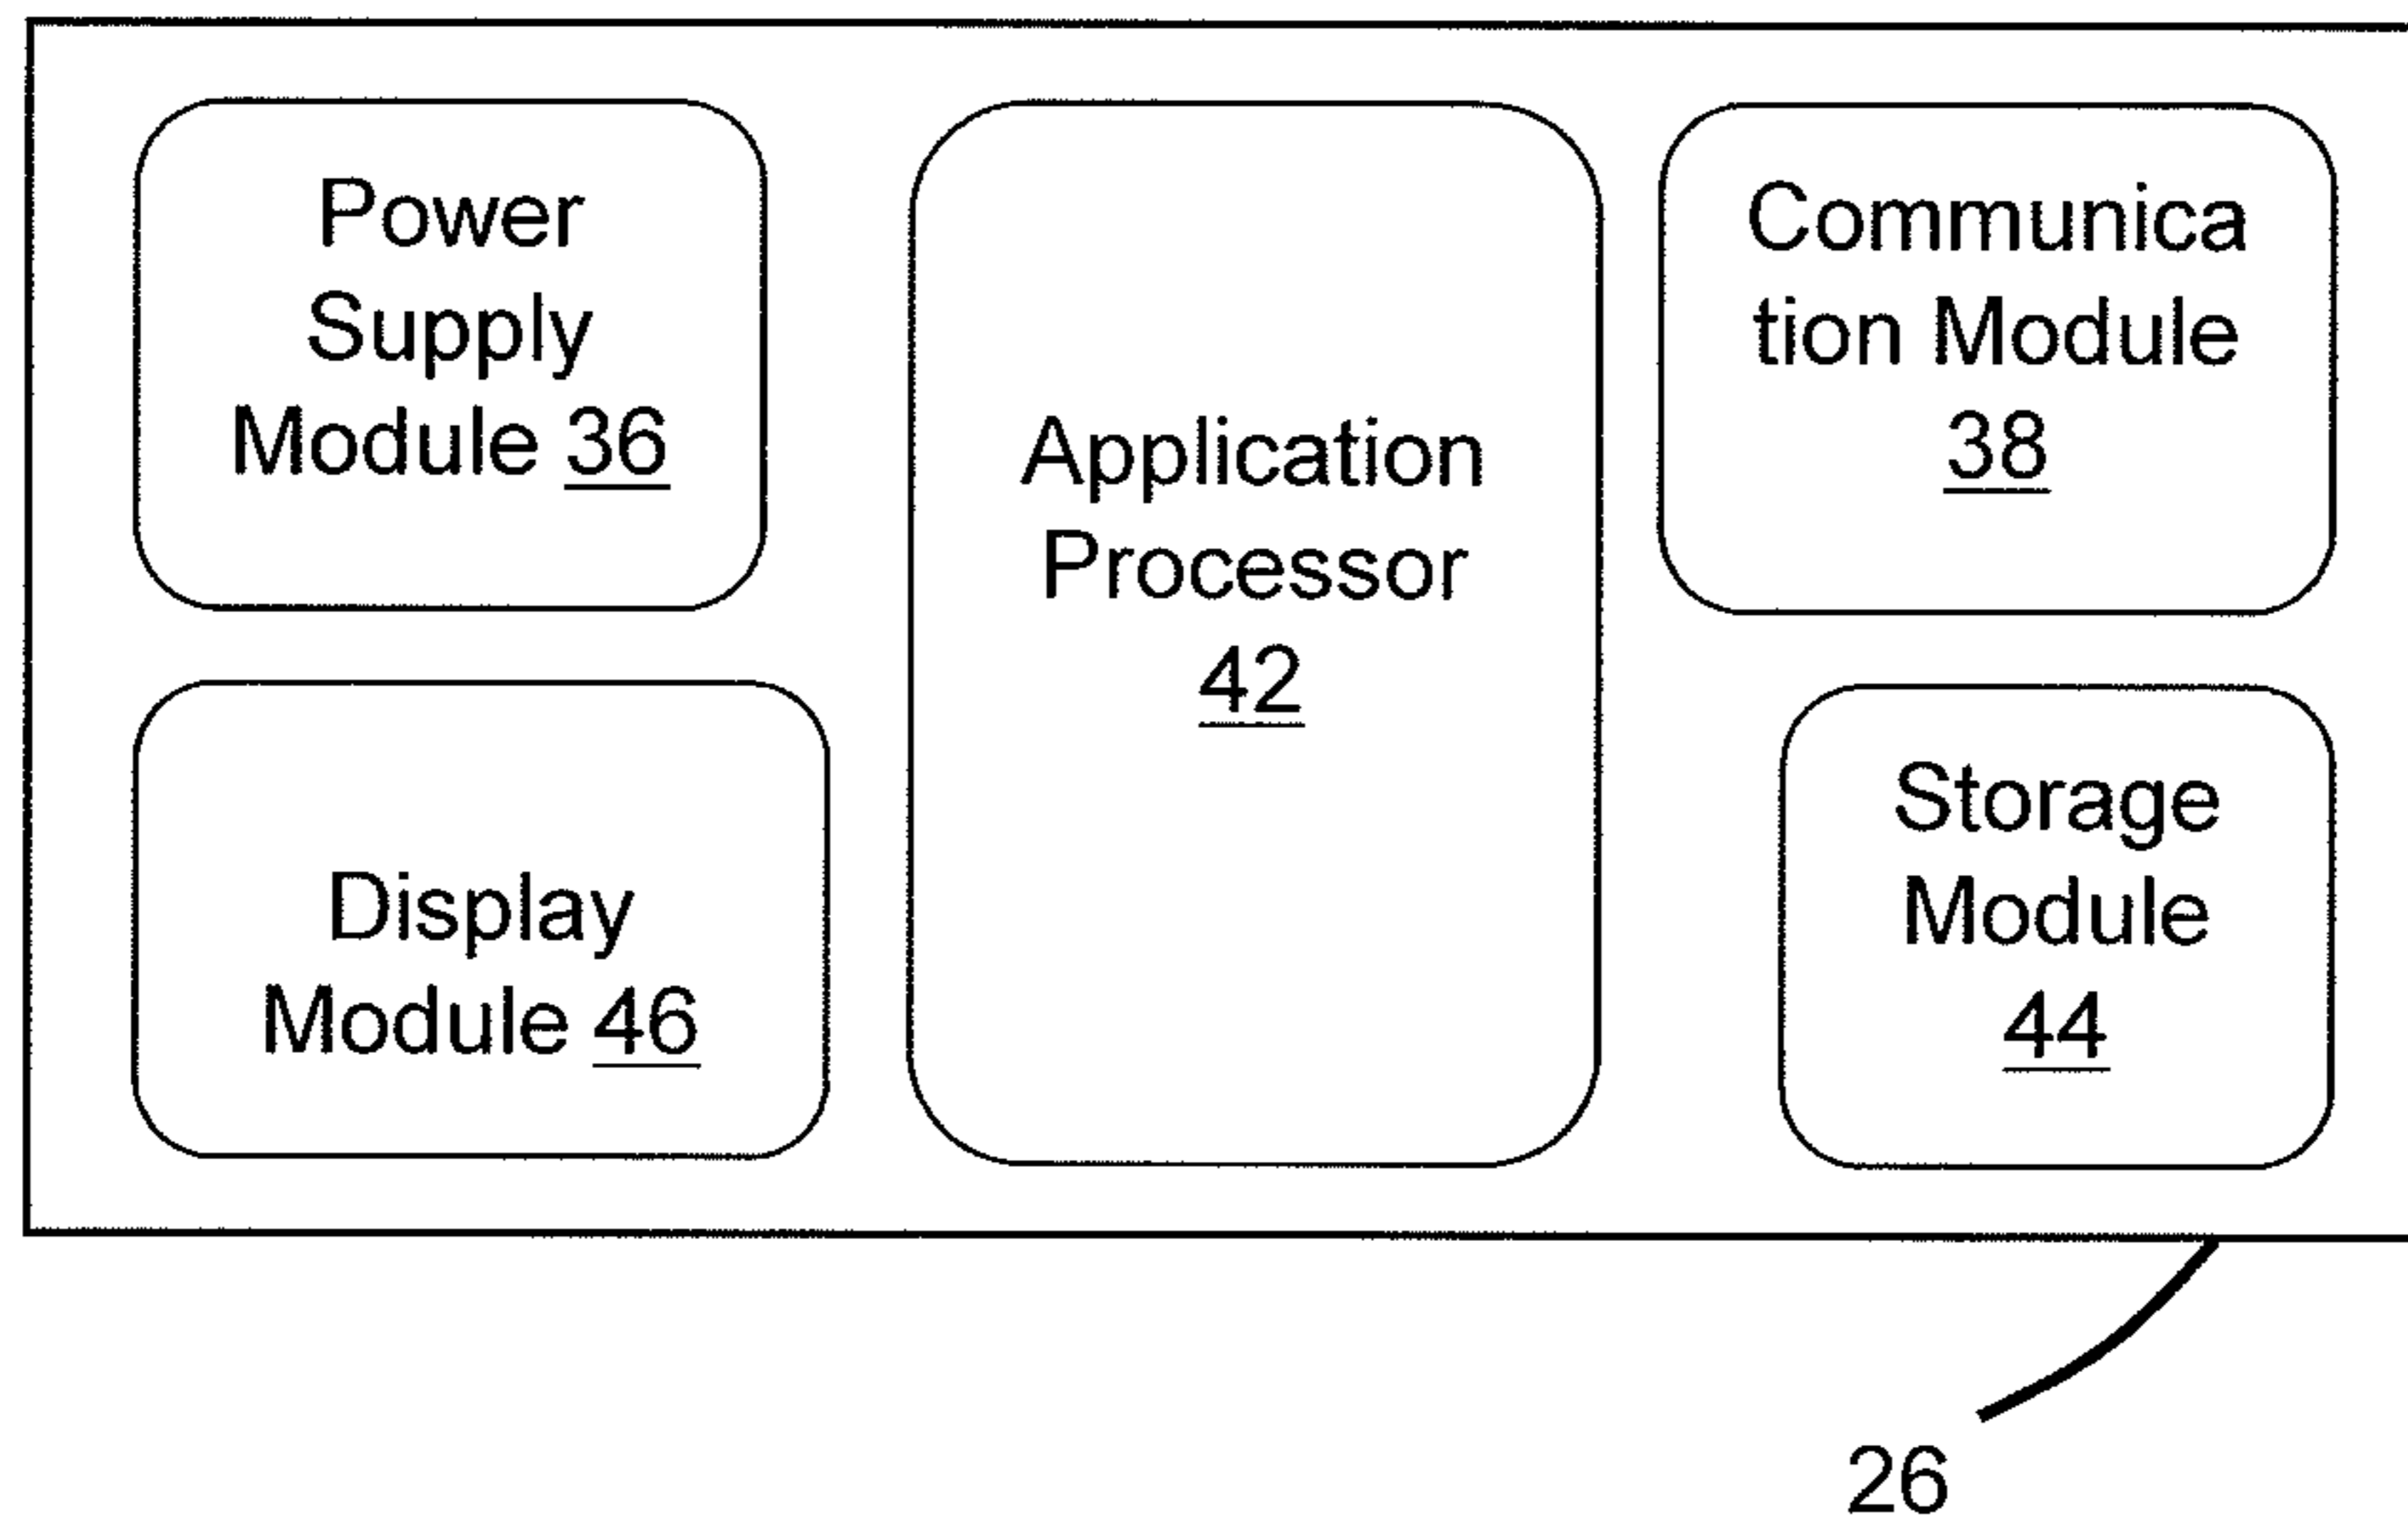 Power
Supply
Module 36
Application
Processor
42
Communica
tion Module
38
Display
Module 46
Storage
Module
44
26